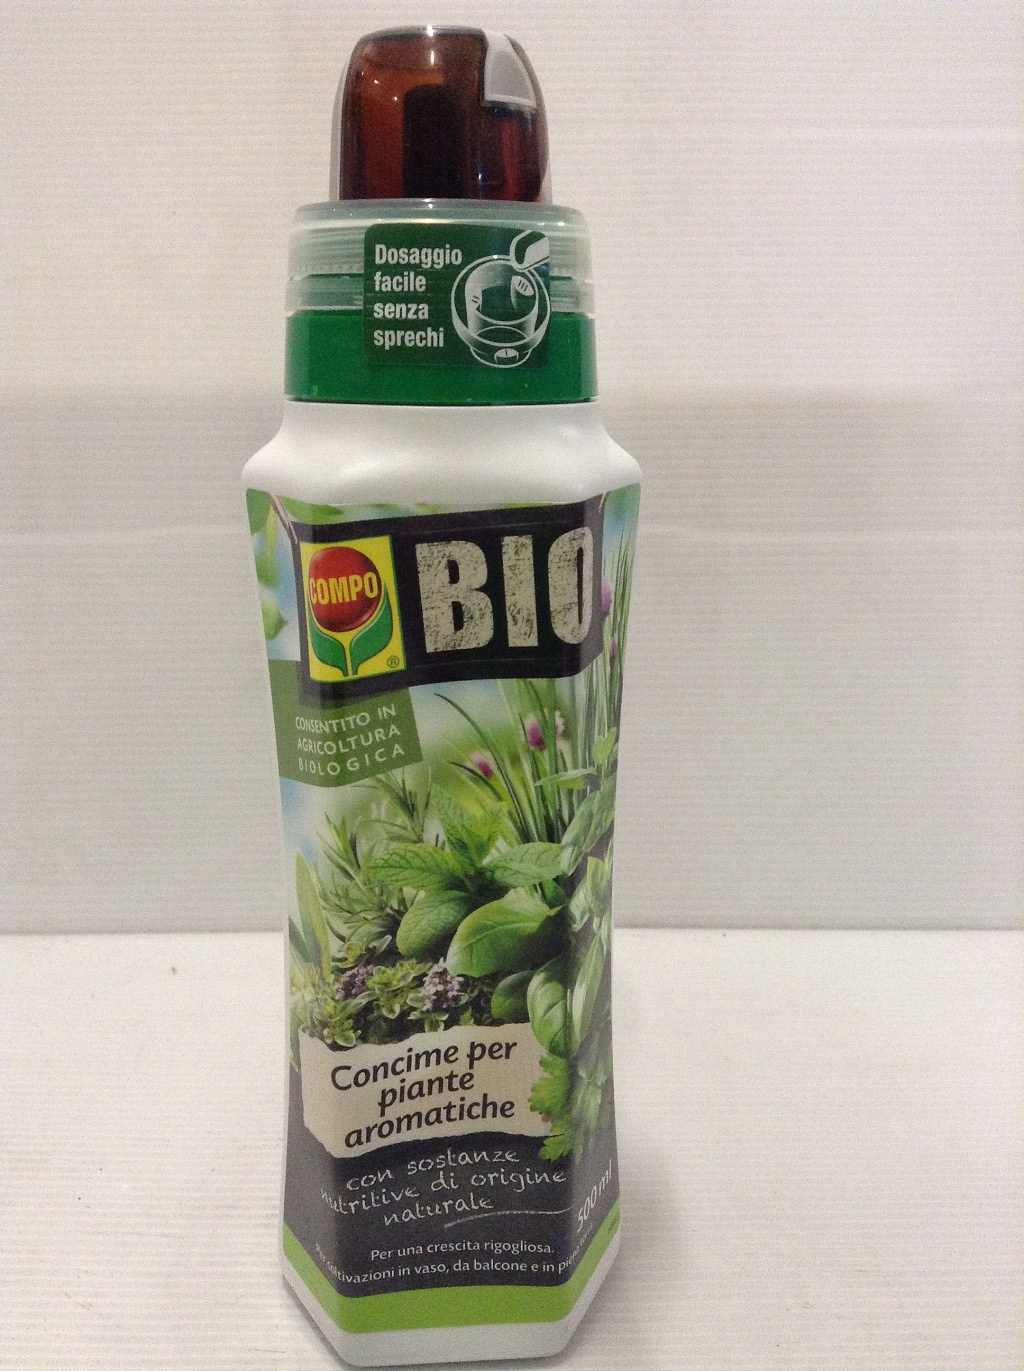 Dosaggio
facile
senza
sprechi
COMPO
®
BIO
CONSENTITO IN
AGRICOLTURA
BIOLOGICA
Concime per
piante
aromatiche
con sostanze
nutritive di origine
naturale
500 ml
Per una crescita rigogliosa.
Per coltivazioni in vaso, da balcone e in